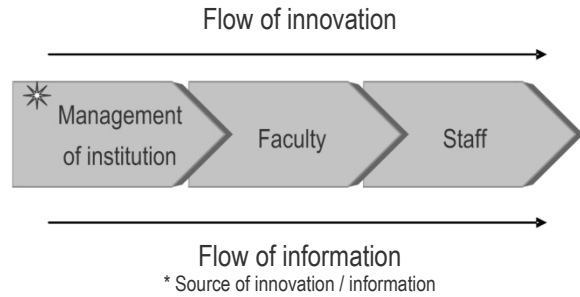 Flow of innovation
Management
of institution
Faculty
Staff
Flow of information
* Source of innovation / information